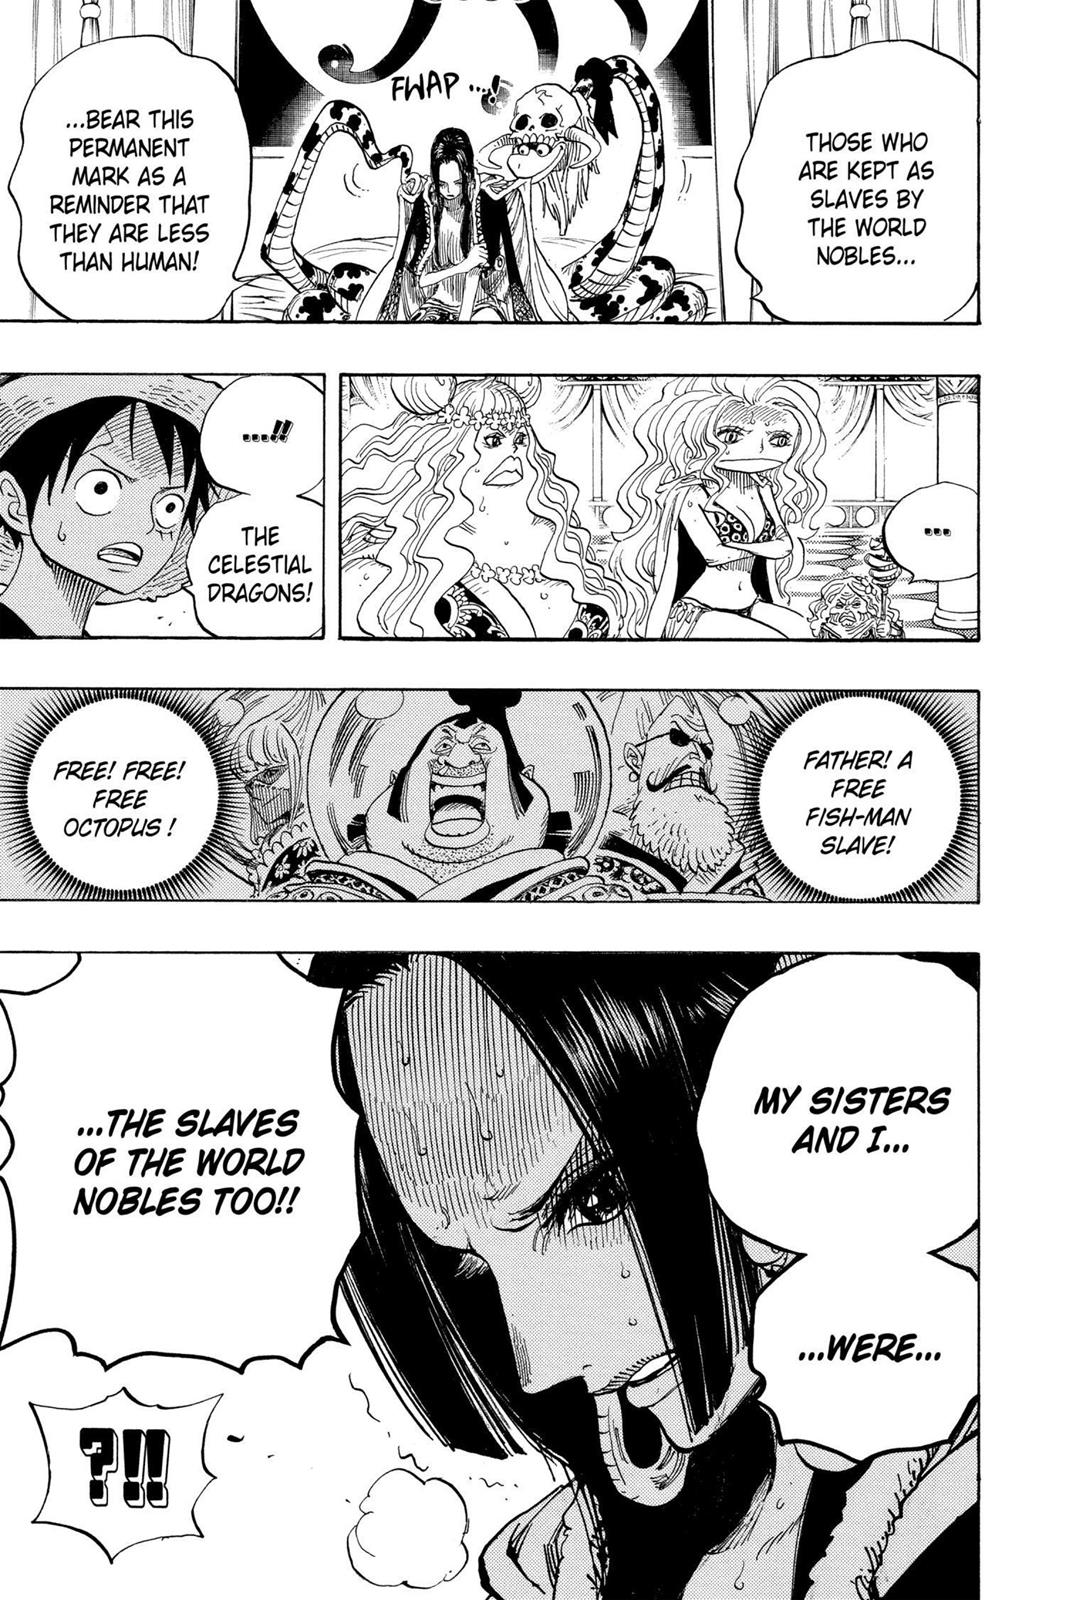 THOSE WHO
ARE KEPT AS
SLAVES BY
THE WORLD
NOBLES...
FWAP ...!
...BEAR THIS
PERMANENT
MARK AS A
REMINDER THAT
THEY ARE LESS
THAN HUMAN!
...
...!!
THE
CELESTIAL
DRAGONS!
FATHER! A
FREE
FISH-MAN
SLAVE!
FREE! FREE!
FREE
OCTOPUS!
MY SISTERS
AND I...
...WERE...
...THE SLAVES
OF THE WORLD
NOBLES TOO!!
?!!